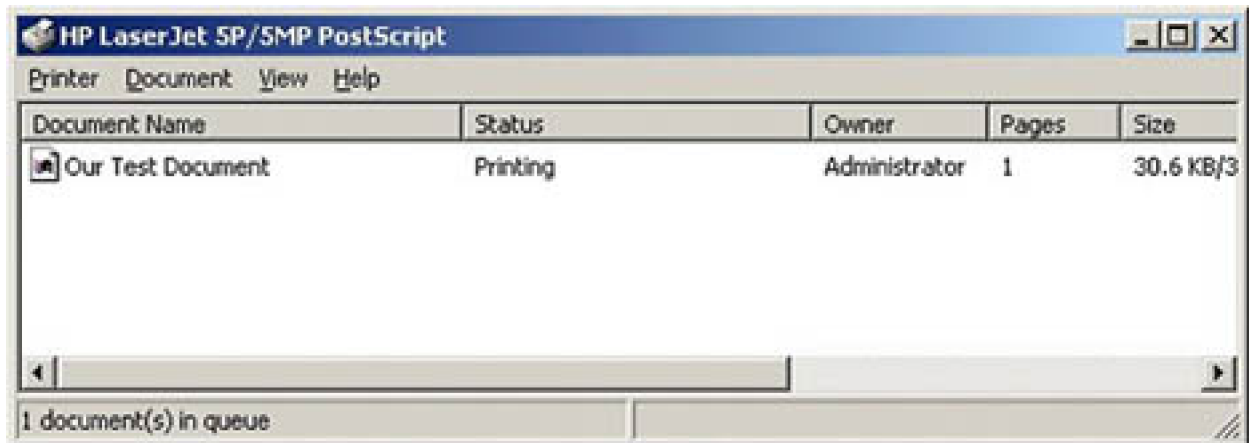 HP LaserJet 5P/5MP PostScript
Printer Document View Help
Document Name Status Owner Pages Size
Our Test Document Printing Administrator 1 30.6 KB/3
1 document(s) in queue